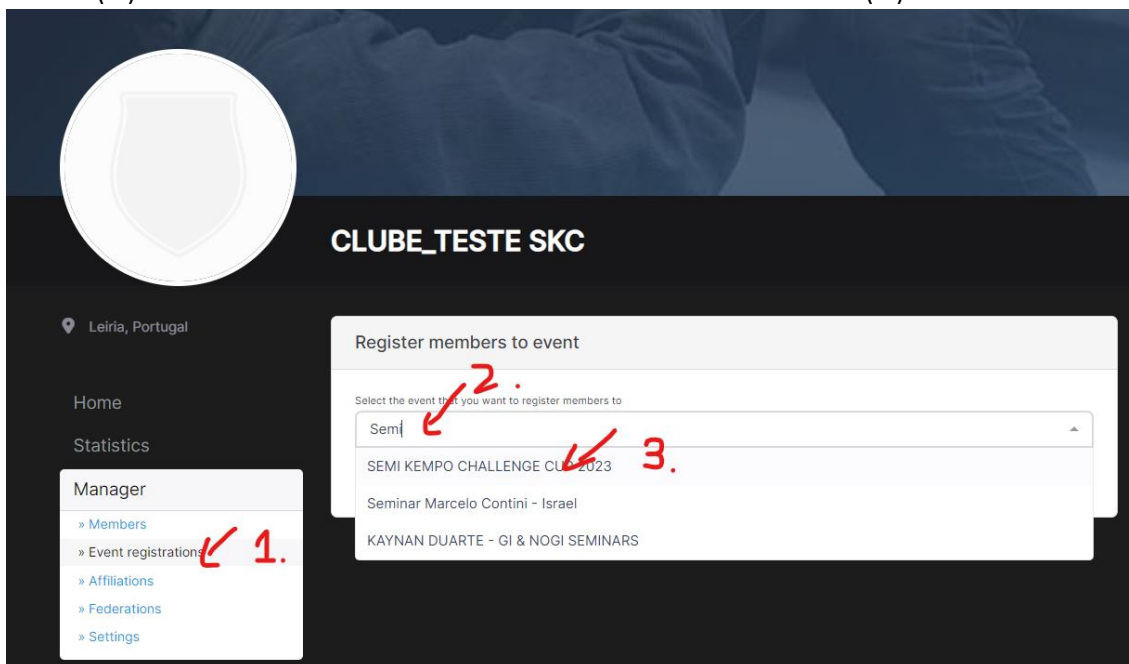 CLUBE_TESTE SKC
Leiria, Portugal
Home
Statistics
Manager
» Members
» Event registrations
1.
» Affiliations
» Federations
» Settings
Register members to event
2.
Select the event that you want to register members to
Semi
SEMI KEMPO CHALLENGE CUP 2023
3.
Seminar Marcelo Contini - Israel
KAYNAN DUARTE - GI & NOGI SEMINARS